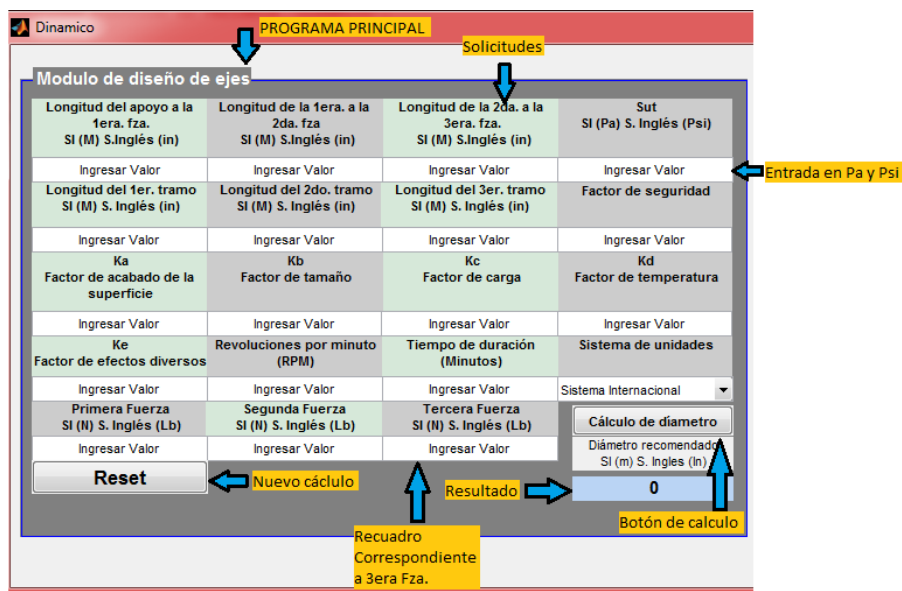 Dinamico
PROGRAMA PRINCIPAL
Solicitudes
Modulo de diseño de ejes
Longitud del apoyo a la
1era. fza.
SI (M) S.Inglés (in)
Longitud de la 1era. a la
2da. fza
SI (M) S.Inglés (in)
Longitud de la 2da. a la
3era. fza.
SI (M) S.Inglés (in)
Sut
SI (Pa) S. Inglés (Psi)
Ingresar Valor
Ingresar Valor
Ingresar Valor
Ingresar Valor
Entrada en Pa y Psi
Longitud del 1er. tramo
SI (M) S. Inglés (in)
Longitud del 2do. tramo
SI (M) S. Inglés (in)
Longitud del 3er. tramo
SI (M) S. Inglés (in)
Factor de seguridad
Ingresar Valor
Ingresar Valor
Ingresar Valor
Ingresar Valor
Ka
Factor de acabado de la
superficie
Kb
Factor de tamaño
Kc
Factor de carga
Kd
Factor de temperatura
Ingresar Valor
Ingresar Valor
Ingresar Valor
Ingresar Valor
Ke
Factor de efectos diversos
Revoluciones por minuto
(RPM)
Tiempo de duración
(Minutos)
Sistema de unidades
Ingresar Valor
Ingresar Valor
Ingresar Valor
Sistema Internacional
Primera Fuerza
SI (N) S. Inglés (Lb)
Segunda Fuerza
SI (N) S. Inglés (Lb)
Tercera Fuerza
SI (N) S. Inglés (Lb)
Cálculo de díametro
Ingresar Valor
Ingresar Valor
Ingresar Valor
Diámetro recomendado
SI (m) S. Ingles (In)
Reset
Nuevo cáclulo
Resultado
0
Botón de calculo
Recuadro
Correspondiente
a 3era Fza.